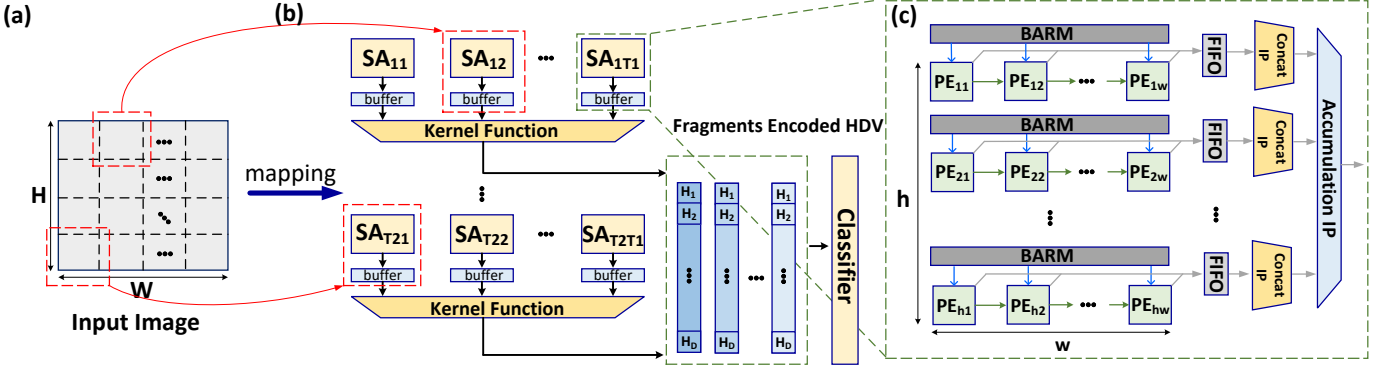 (a)
H
W
Input Image
mapping
(b)
SA11
SA12
•••
SA1T1
buffer
buffer
buffer
Kernel Function
SAT21
SAT22
•••
SAT2T1
buffer
buffer
buffer
Kernel Function
Fragments Encoded HDV
H1
H1
H1
H2
H2
H2
HD
HD
HD
Classifier
(c)
BARM
PE11
PE12
•••
PE1w
FIFO
Concat IP
BARM
PE21
PE22
•••
PE2w
FIFO
Concat IP
BARM
PEh1
PEh2
•••
PEhw
FIFO
Concat IP
h
w
Accumulation IP